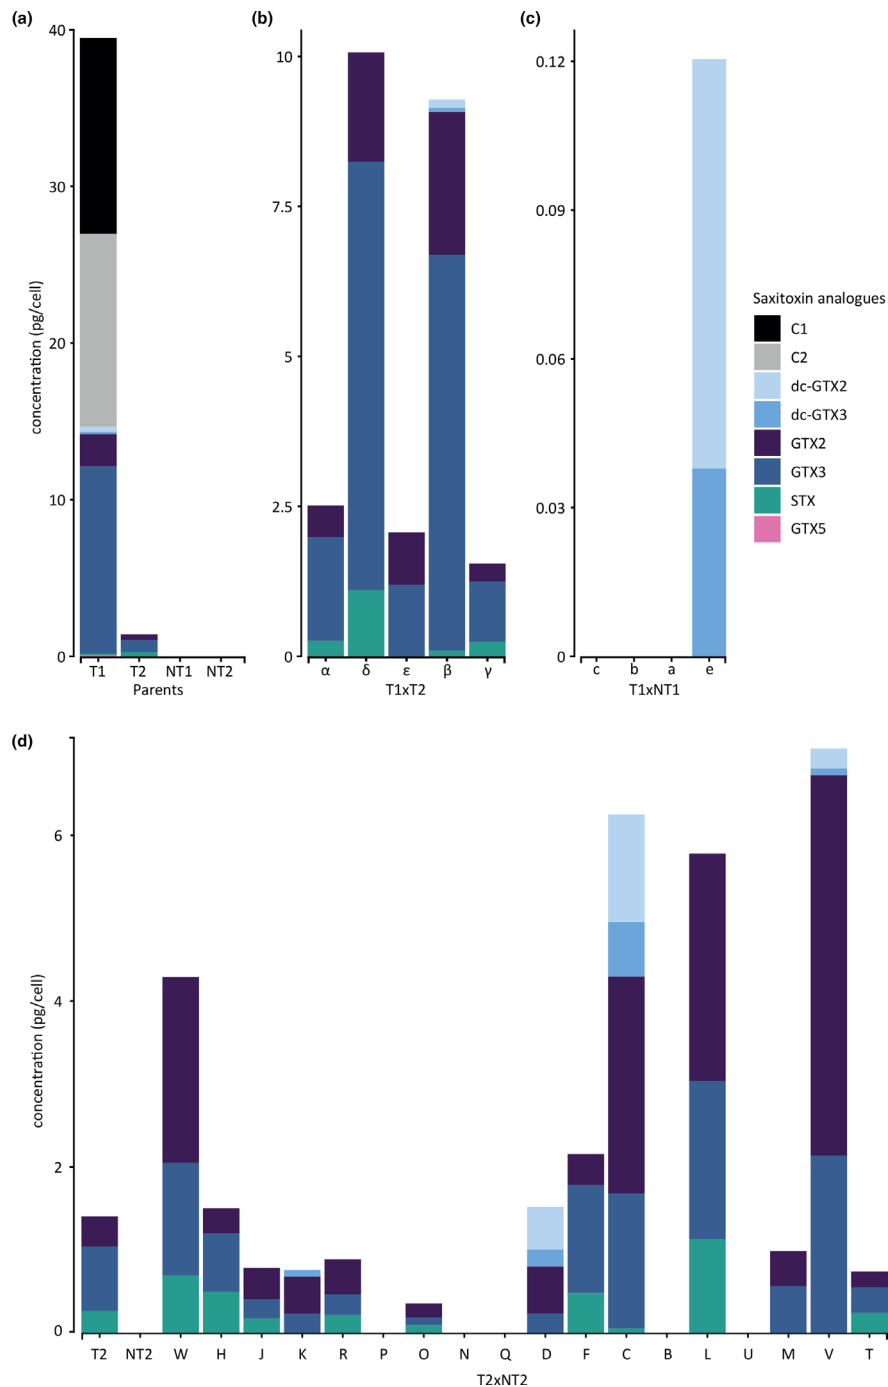 (a)
(b)
(c)
40
30
20
10
0
concentration (pg/cell)
T1 T2 NT1 NT2
Parents
10
7.5
5
2.5
0
α δ ε β γ
T1xT2
0.12
0.09
0.06
0.03
0
c b a e
T1xNT1
Saxitoxin analogues
C1
C2
dc-GTX2
dc-GTX3
GTX2
GTX3
STX
GTX5
(d)
6
4
2
0
concentration (pg/cell)
T2 NT2 W H J K R P O N Q D F C B L U M V T
T2xNT2